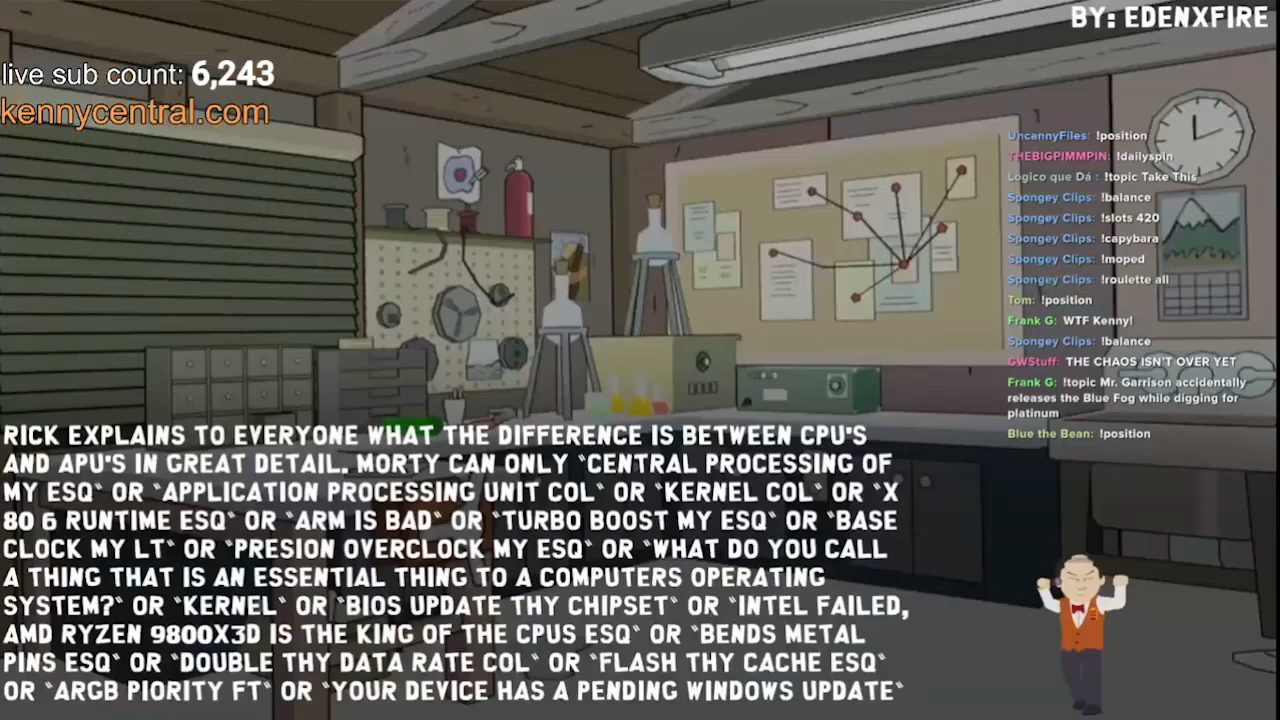 BY: EDENXFIRE
live sub count: 6,243
kennycentral.com
UncannyFiles: !position
THEBIGPIMMPIN: !dailyspin
Logico que Dá : !topic Take This
Spongey Clips: !balance
Spongey Clips: !slots 420
Spongey Clips: !capybara
Spongey Clips: !moped
Spongey Clips: !roulette all
Tom: !position
Frank G: WTF Kenny!
Spongey Clips: !balance
GWStuff: THE CHAOS ISN'T OVER YET
Frank G: !topic Mr. Garrison accidentally
releases the Blue Fog while digging for
platinum
Blue the Bean: !position
RICK EXPLAINS TO EVERYONE WHAT THE DIFFERENCE IS BETWEEN CPU'S
AND APU'S IN GREAT DETAIL. MORTY CAN ONLY `CENTRAL PROCESSING OF
MY ESQ` OR `APPLICATION PROCESSING UNIT COL` OR `KERNEL COL` OR `X
80 6 RUNTIME ESQ` OR `ARM IS BAD` OR `TURBO BOOST MY ESQ` OR `BASE
CLOCK MY LT` OR `PRESION OVERCLOCK MY ESQ` OR `WHAT DO YOU CALL
A THING THAT IS AN ESSENTIAL THING TO A COMPUTERS OPERATING
SYSTEM?` OR `KERNEL` OR `BIOS UPDATE THY CHIPSET` OR `INTEL FAILED,
AMD RYZEN 9800X3D IS THE KING OF THE CPUS ESQ` OR `BENDS METAL
PINS ESQ` OR `DOUBLE THY DATA RATE COL` OR `FLASH THY CACHE ESQ`
OR `ARGB PIORITY FT` OR `YOUR DEVICE HAS A PENDING WINDOWS UPDATE`